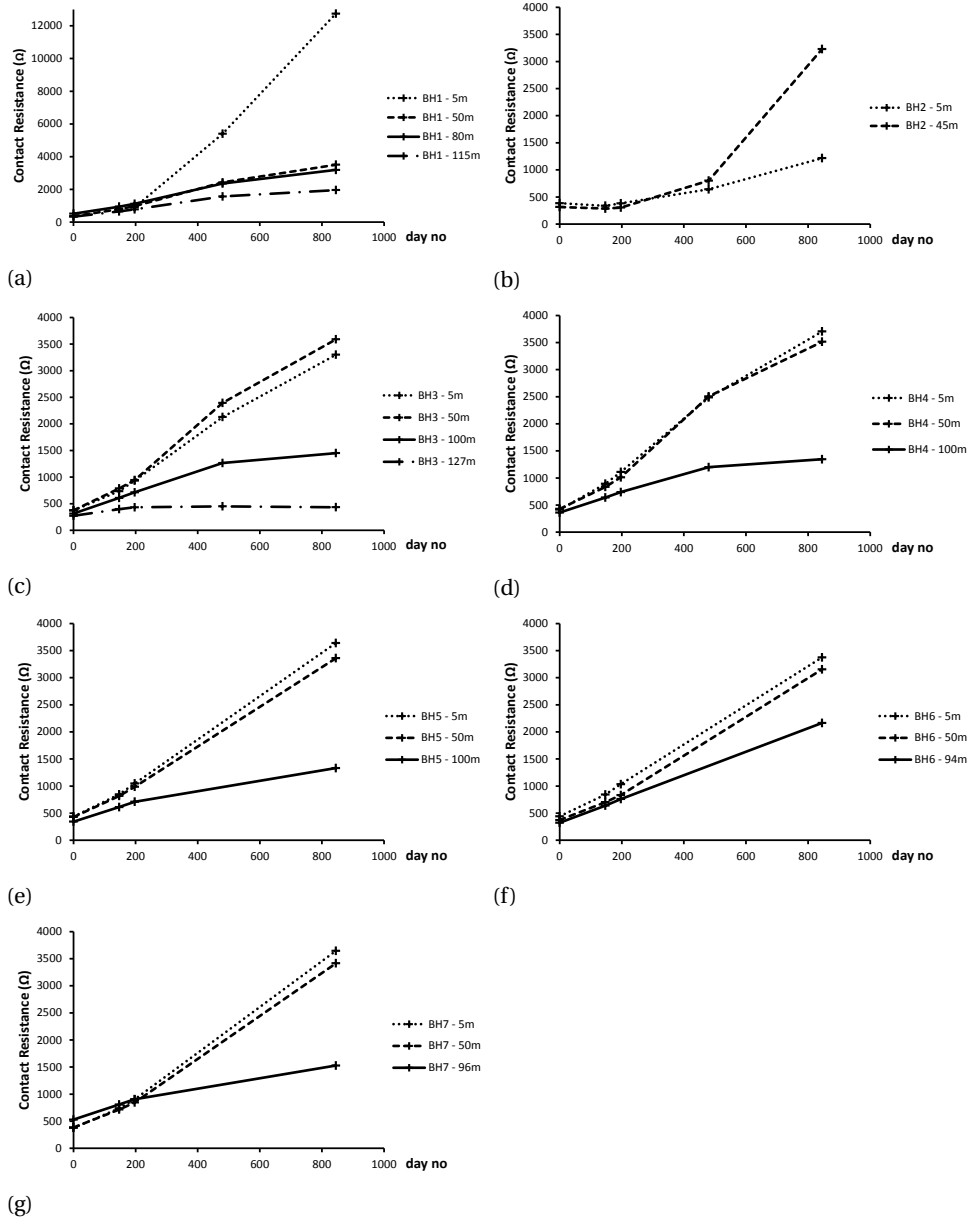 12000
10000
8000
6000
4000
2000
0
Contact Resistance (Ω)
0 200 400 600 800 1000 day no
BH1 - 5m
BH1 - 50m
BH1 - 80m
BH1 - 115m
(a)
4000
3500
3000
2500
2000
1500
1000
500
0
Contact Resistance (Ω)
0 200 400 600 800 1000 day no
BH2 - 5m
BH2 - 45m
(b)
4000
3500
3000
2500
2000
1500
1000
500
0
Contact Resistance (Ω)
0 200 400 600 800 1000 day no
BH3 - 5m
BH3 - 50m
BH3 - 100m
BH3 - 127m
(c)
4000
3500
3000
2500
2000
1500
1000
500
0
Contact Resistance (Ω)
0 200 400 600 800 1000 day no
BH4 - 5m
BH4 - 50m
BH4 - 100m
(d)
4000
3500
3000
2500
2000
1500
1000
500
0
Contact Resistance (Ω)
0 200 400 600 800 1000 day no
BH5 - 5m
BH5 - 50m
BH5 - 100m
(e)
4000
3500
3000
2500
2000
1500
1000
500
0
Contact Resistance (Ω)
0 200 400 600 800 1000 day no
BH6 - 5m
BH6 - 50m
BH6 - 94m
(f)
4000
3500
3000
2500
2000
1500
1000
500
0
Contact Resistance (Ω)
0 200 400 600 800 1000 day no
BH7 - 5m
BH7 - 50m
BH7 - 96m
(g)